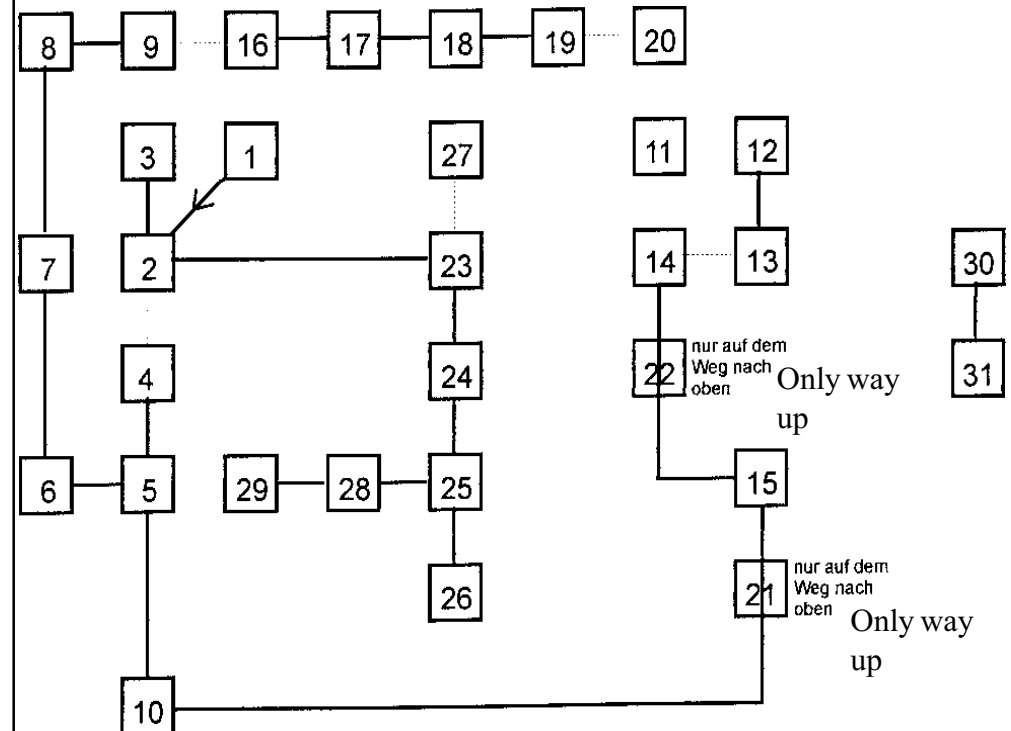 8 9 16 17 18 19 20
3 1 27 11 12
7 2 23 14 13 30
4 24 22 nur auf dem
Weg nach
oben
Only way
up
31
6 5 29 28 25 15
26 21 nur auf dem
Weg nach
oben
Only way
up
10